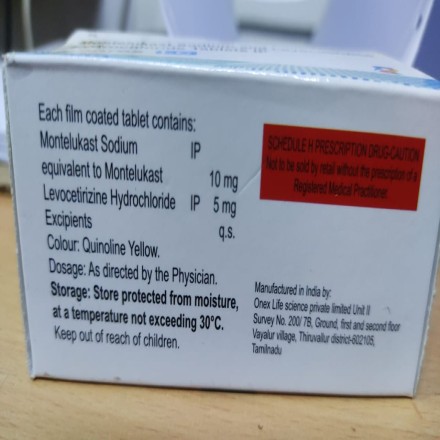 Each film coated tablet contains:
Montelukast Sodium IP
equivalent to Montelukast 10 mg
Levocetirizine Hydrochloride IP 5 mg
Excipients q.s.
Colour: Quinoline Yellow.
Dosage: As directed by the Physician.
Storage: Store protected from moisture,
at a temperature not exceeding 30°C.
Keep out of reach of children.
SCHEDULE H PRESCRIPTION DRUG-CAUTION
Not to be sold by retail without the prescription of a
Registered Medical Practitioner.
Manufactured in India by:
Onex Life science private limited Unit II
Survey No. 200/ 7B, Ground, first and second floor
Vayalur village, Thiruvallur district-602105,
Tamilnadu